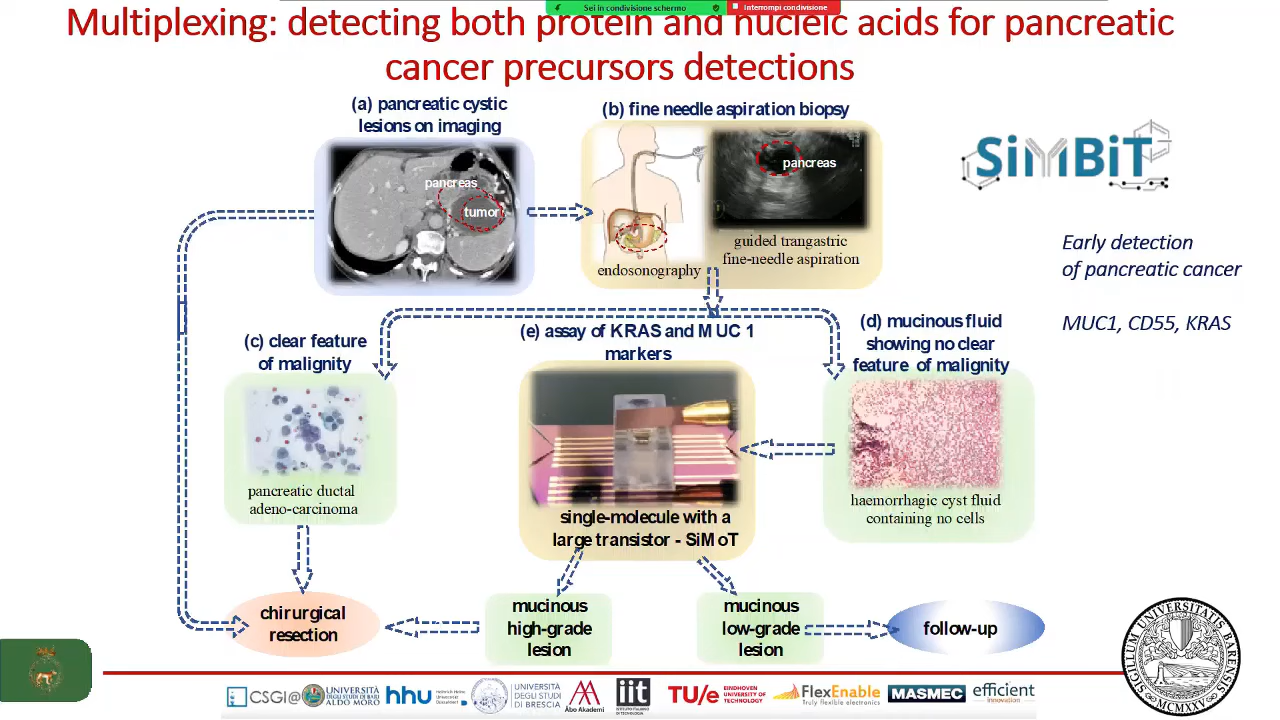 Sei in condivisione schermo
Interrompi condivisione
Multiplexing: detecting both protein and nucleic acids for pancreatic
cancer precursors detections
(a) pancreatic cystic
lesions on imaging
pancreas
tumor
(b) fine needle aspiration biopsy
pancreas
endosonography
guided trangastric
fine-needle aspiration
SiMBiT
Early detection
of pancreatic cancer
MUC1, CD55, KRAS
(c) clear feature
of malignity
pancreatic ductal
adeno-carcinoma
(e) assay of KRAS and MUC 1
markers
single-molecule with a
large transistor - SiMoT
(d) mucinous fluid
showing no clear
feature of malignity
haemorrhagic cyst fluid
containing no cells
chirurgical
resection
mucinous
high-grade
lesion
mucinous
low-grade
lesion
follow-up
CSGI@
UNIVERSITÀ
DEGLI STUDI DI BARI
ALDO MORO
hhu
UNIVERSITÀ
DEGLI STUDI
DI BRESCIA
Åbo Akademi
iit
ISTITUTO ITALIANO
DI TECNOLOGIA
TU/e
EINDHOVEN
UNIVERSITY OF
TECHNOLOGY
FlexEnable
Truly flexible electronics
MASMEC
efficient
innovation
SIGILLUM UNIVERSITATIS BARENSIS
MCMXXV